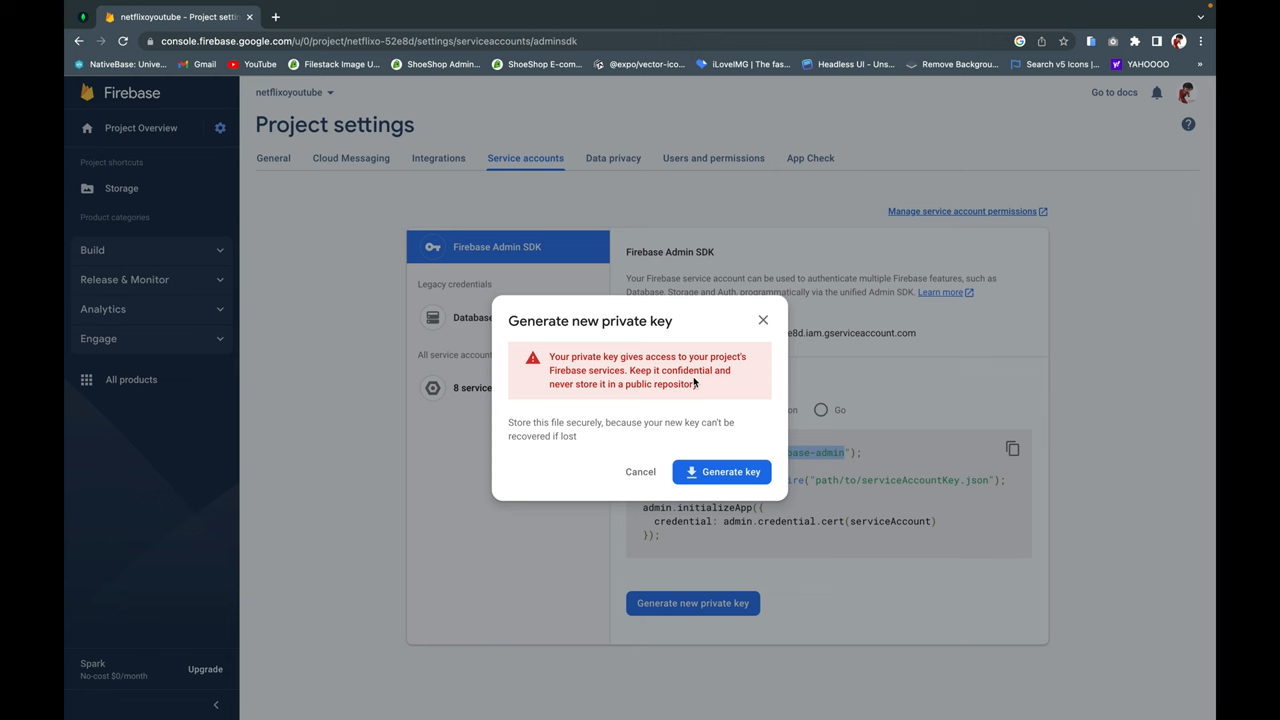 netflixoyoutube - Project settin
console.firebase.google.com/u/0/project/netflixo-52e8d/settings/serviceaccounts/adminsdk
NativeBase: Unive...
Gmail
YouTube
Filestack Image U...
ShoeShop Admin...
ShoeShop E-com...
@expo/vector-ico...
iLoveIMG | The fas...
Headless UI - Uns...
Remove Backgrou...
Search v5 Icons |...
YAHOOOO
»
Firebase
netflixoyoutube
Go to docs
Project Overview
Project settings
General
Cloud Messaging
Integrations
Service accounts
Data privacy
Users and permissions
App Check
Project shortcuts
Storage
Product categories
Build
Release & Monitor
Analytics
Engage
All products
Spark
No-cost $0/month
Upgrade
Manage service account permissions
Firebase Admin SDK
Legacy credentials
Database
All service account
8 service
Firebase Admin SDK
Your Firebase service account can be used to authenticate multiple Firebase features, such as
Database, Storage and Auth, programmatically via the unified Admin SDK. Learn more
e8d.iam.gserviceaccount.com
on
Go
base-admin");
ire("path/to/serviceAccountKey.json");
admin.initializeApp({
credential: admin.credential.cert(serviceAccount)
});
Generate new private key
Generate new private key
Your private key gives access to your project's
Firebase services. Keep it confidential and
never store it in a public repository.
Store this file securely, because your new key can't be
recovered if lost
Cancel
Generate key